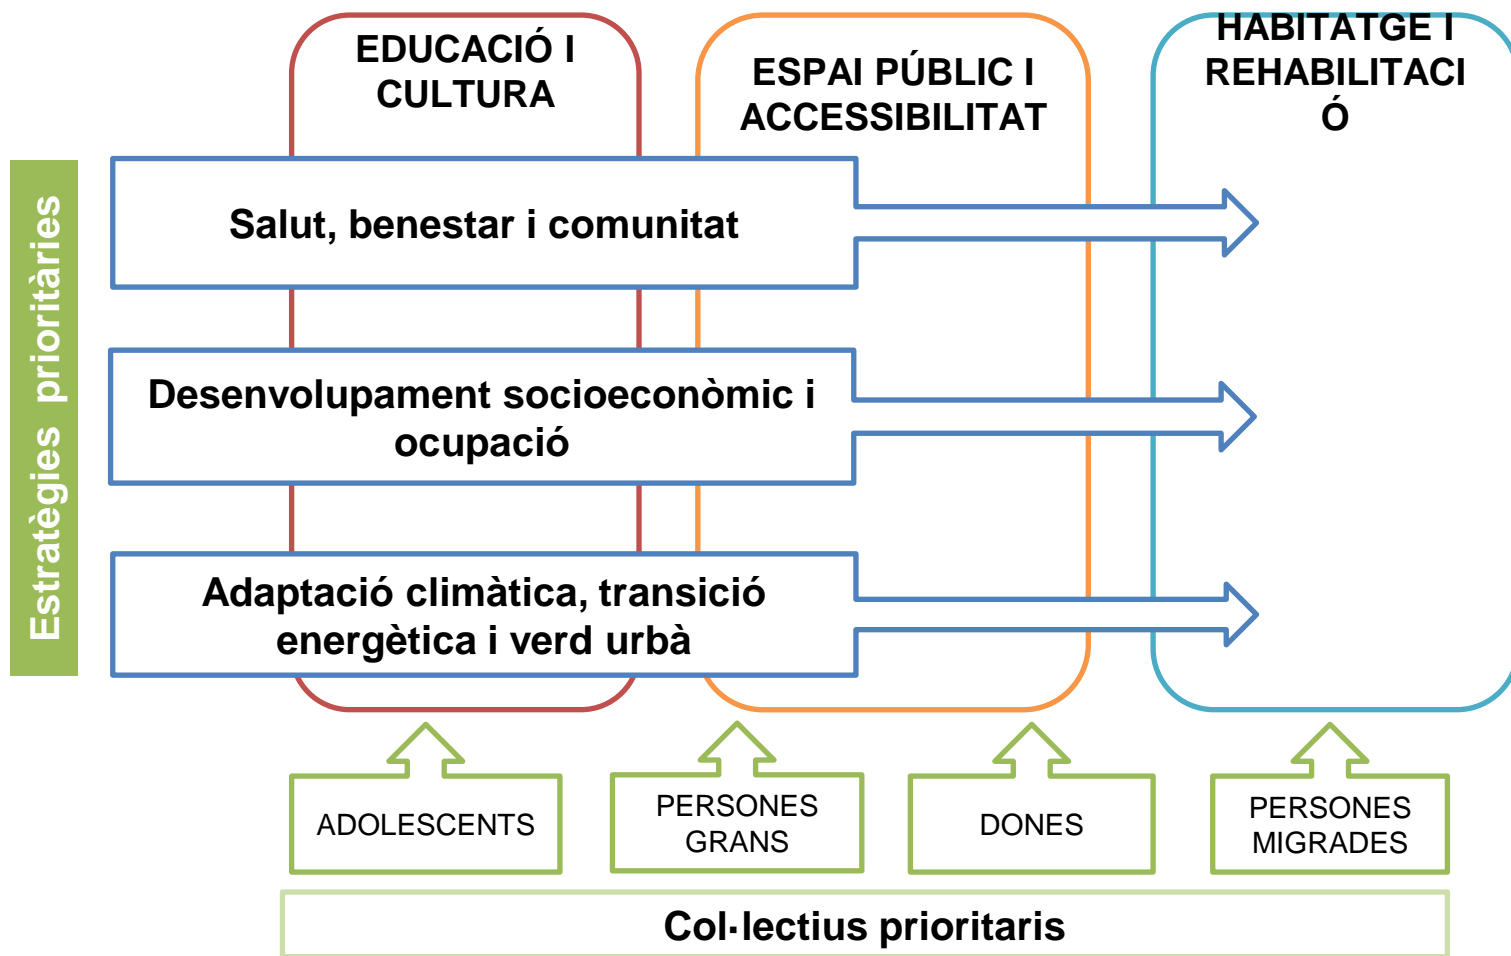 EDUCACIÓ I
CULTURA
ESPAI PÚBLIC I
ACCESSIBILITAT
HABITATGE I
REHABILITACI
Ó
Estratègies prioritàries
Salut, benestar i comunitat
Desenvolupament socioeconòmic i
ocupació
Adaptació climàtica, transició
energètica i verd urbà
ADOLESCENTS
PERSONES
GRANS
DONES
PERSONES
MIGRADES
Col·lectius prioritaris